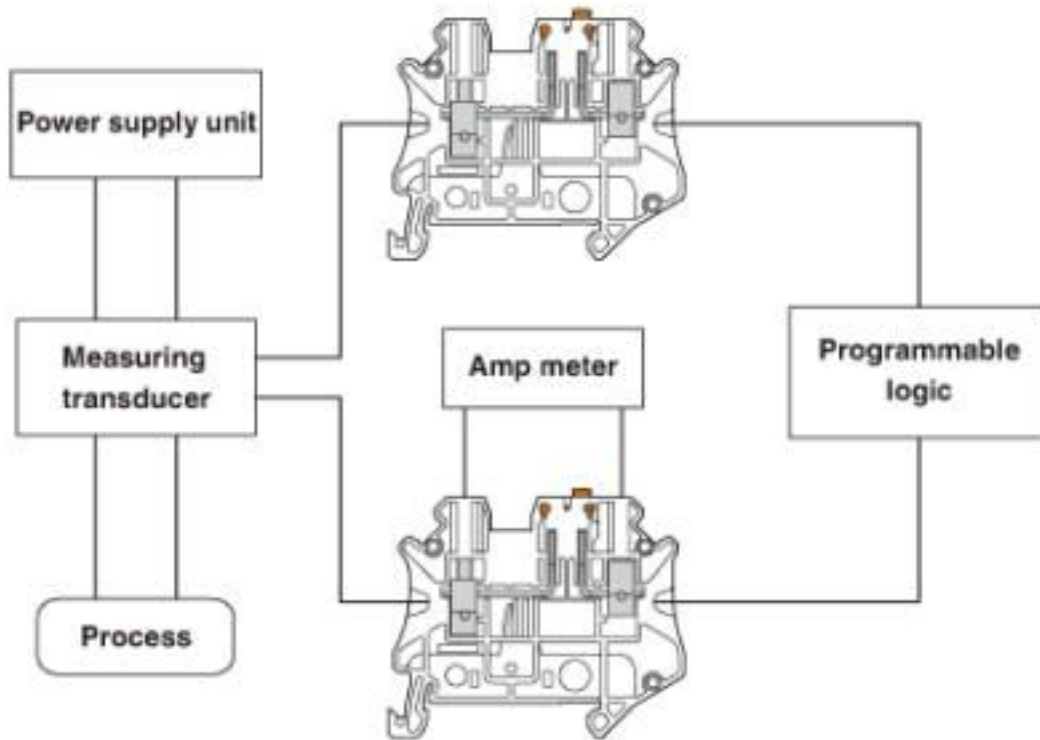 Power supply unit
Measuring
transducer
Amp meter
Programmable
logic
Process